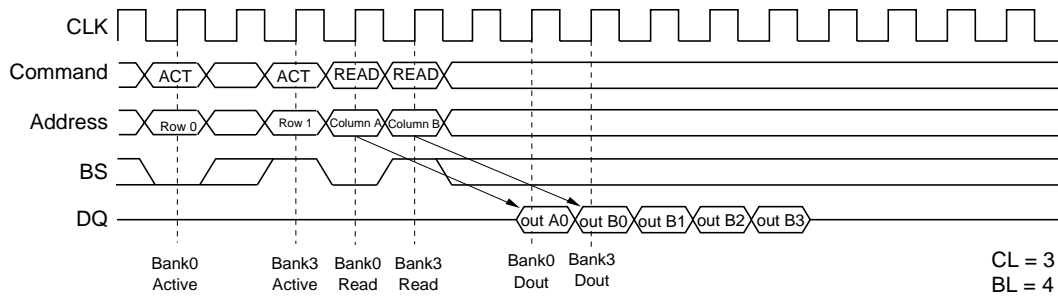 CLK
Command ACT ACT READ READ
Address Row 0 Row 1 Column A Column B
BS
DQ out A0 out B0 out B1 out B2 out B3
Bank0 Active
Bank3 Active
Bank0 Read
Bank3 Read
Bank0 Dout
Bank3 Dout
CL = 3
BL = 4